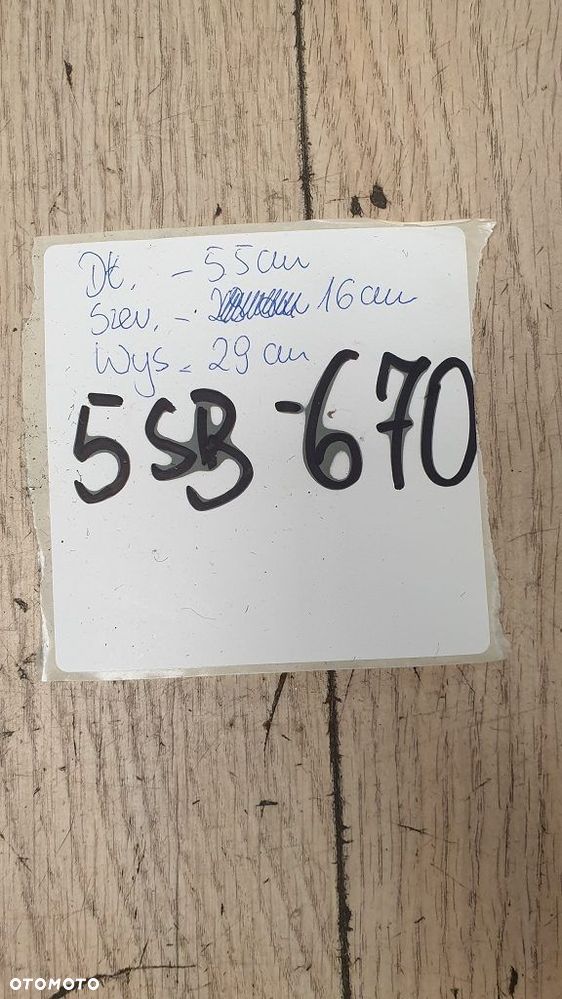 Dł. - 55cm
Szer. - 16cm
Wys. 29 cm
5SB-670
OTOMOTO